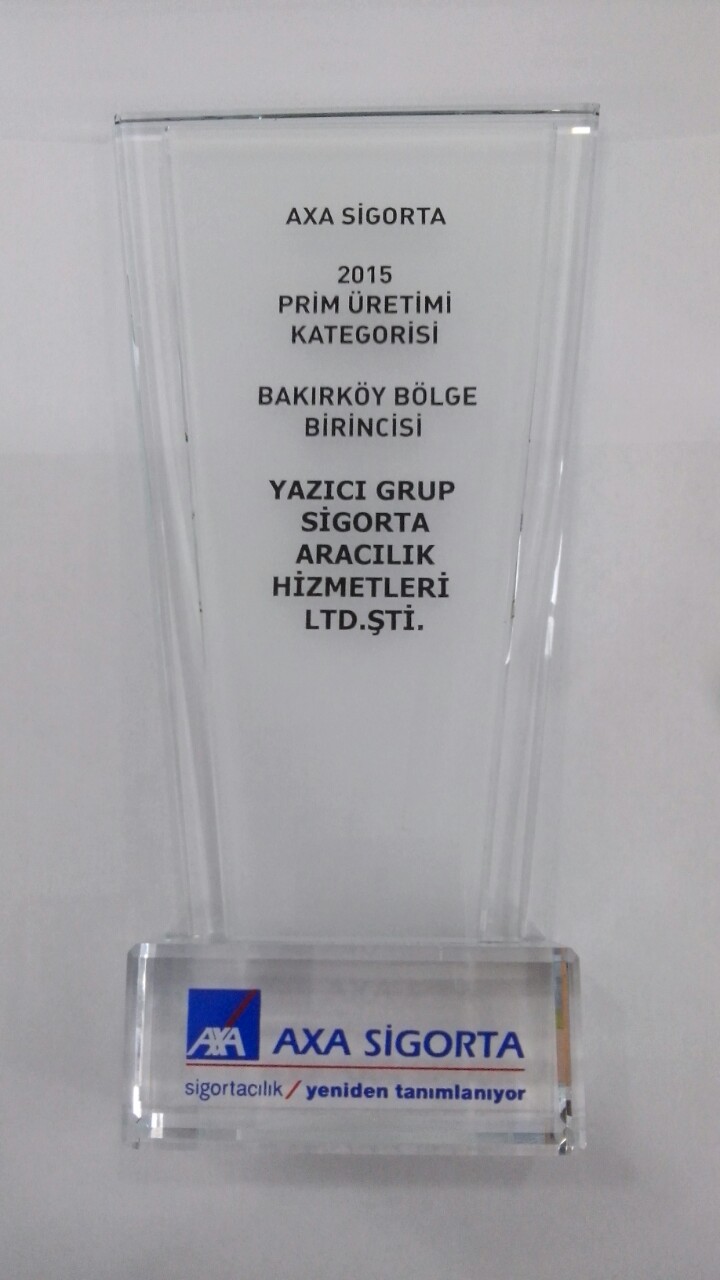 AXA SİGORTA
2015
PRİM ÜRETİMİ
KATEGORİSİ
BAKIRKÖY BÖLGE
BİRİNCİSİ
YAZICI GRUP
SİGORTA
ARACILIK
HİZMETLERİ
LTD.ŞTİ.
AXA AXA SİGORTA
sigortacılık / yeniden tanımlanıyor